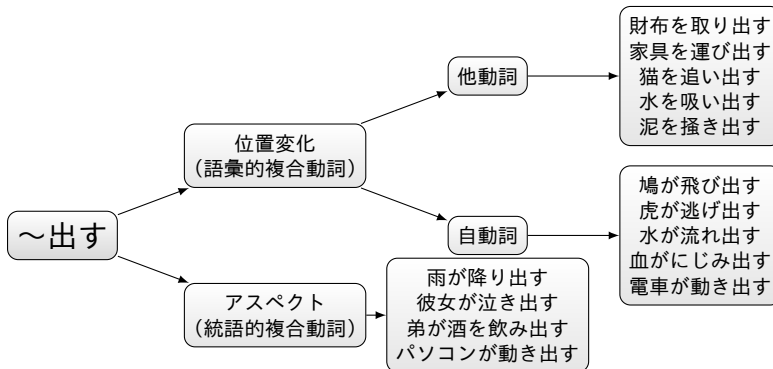 ～出す
位置変化
（語彙的複合動詞）
他動詞
財布を取り出す
家具を運び出す
猫を追い出す
水を吸い出す
泥を掻き出す
自動詞
鳩が飛び出す
虎が逃げ出す
水が流れ出す
血がにじみ出す
電車が動き出す
アスペクト
（統語的複合動詞）
雨が降り出す
彼女が泣き出す
弟が酒を飲み出す
パソコンが動き出す